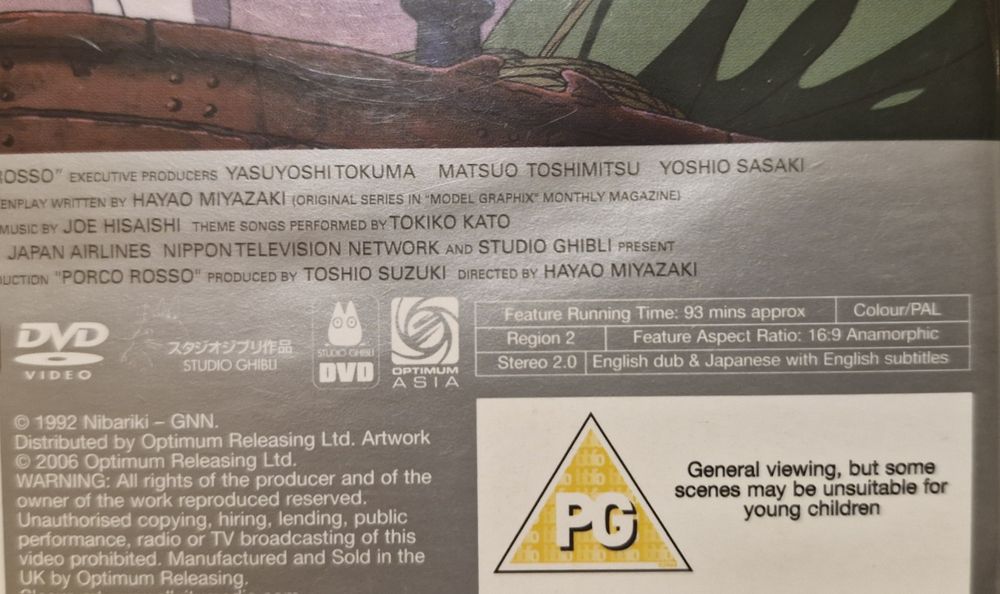 ROSSO" EXECUTIVE PRODUCERS YASUYOSHI TOKUMA MATSUO TOSHIMITSU YOSHIO SASAKI
ENPLAY WRITTEN BY HAYAO MIYAZAKI (ORIGINAL SERIES IN "MODEL GRAPHIX" MONTHLY MAGAZINE)
MUSIC BY JOE HISAISHI THEME SONGS PERFORMED BY TOKIKO KATO
JAPAN AIRLINES NIPPON TELEVISION NETWORK AND STUDIO GHIBLI PRESENT
UCTION "PORCO ROSSO" PRODUCED BY TOSHIO SUZUKI DIRECTED BY HAYAO MIYAZAKI
DVD
VIDEO
スタジオジブリ作品
STUDIO GHIBLI
STUDIO GHIBLI
DVD
OPTIMUM
ASIA
Feature Running Time: 93 mins approx Colour/PAL
Region 2 Feature Aspect Ratio: 16:9 Anamorphic
Stereo 2.0 English dub & Japanese with English subtitles
© 1992 Nibariki – GNN.
Distributed by Optimum Releasing Ltd. Artwork
© 2006 Optimum Releasing Ltd.
WARNING: All rights of the producer and of the
owner of the work reproduced reserved.
Unauthorised copying, hiring, lending, public
performance, radio or TV broadcasting of this
video prohibited. Manufactured and Sold in the
UK by Optimum Releasing.
PG
General viewing, but some
scenes may be unsuitable for
young children